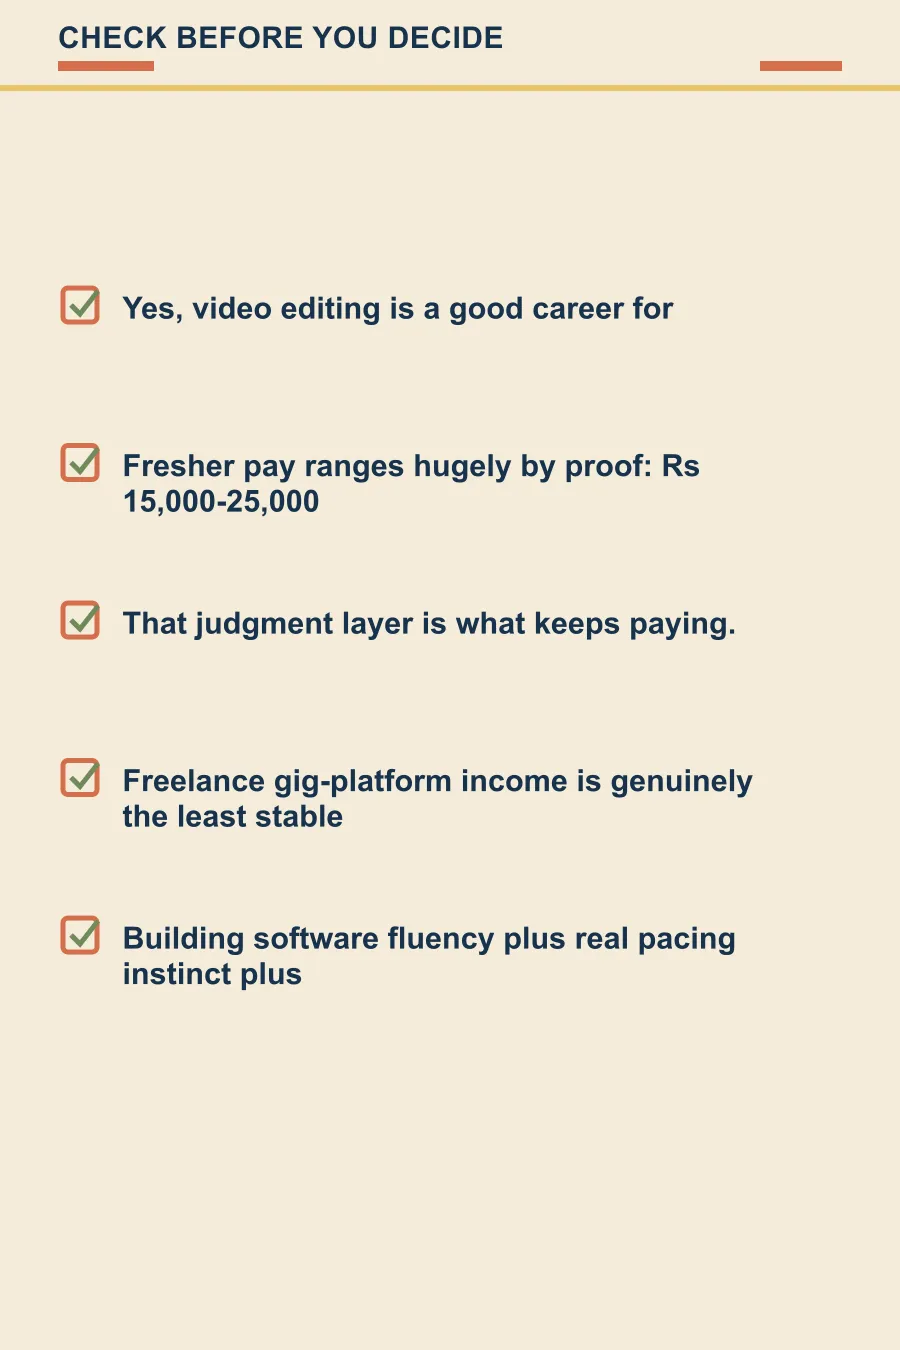 CHECK BEFORE YOU DECIDE
Yes, video editing is a good career for
Fresher pay ranges hugely by proof: Rs
15,000-25,000
That judgment layer is what keeps paying.
Freelance gig-platform income is genuinely
the least stable
Building software fluency plus real pacing
instinct plus